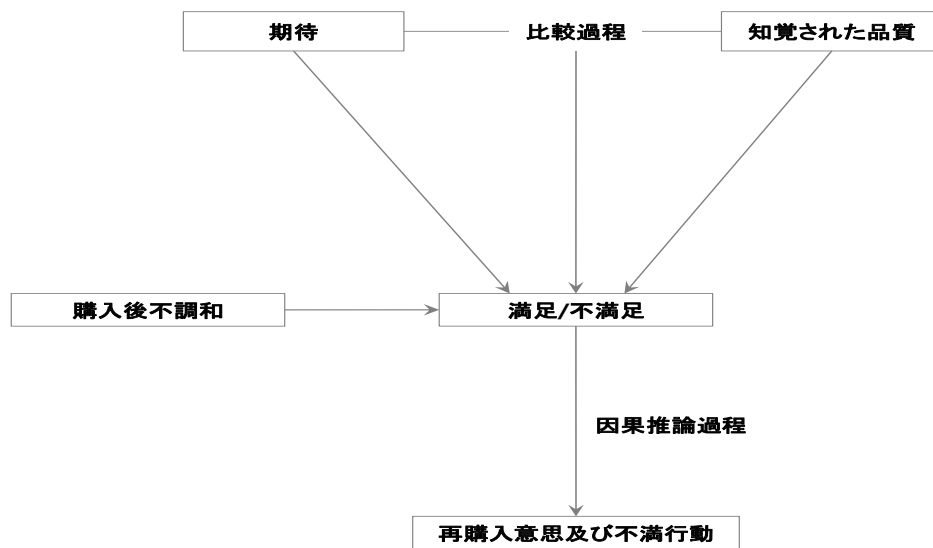 期待
比較過程
知覚された品質
購入後不調和
満足/不満足
因果推論過程
再購入意思及び不満行動